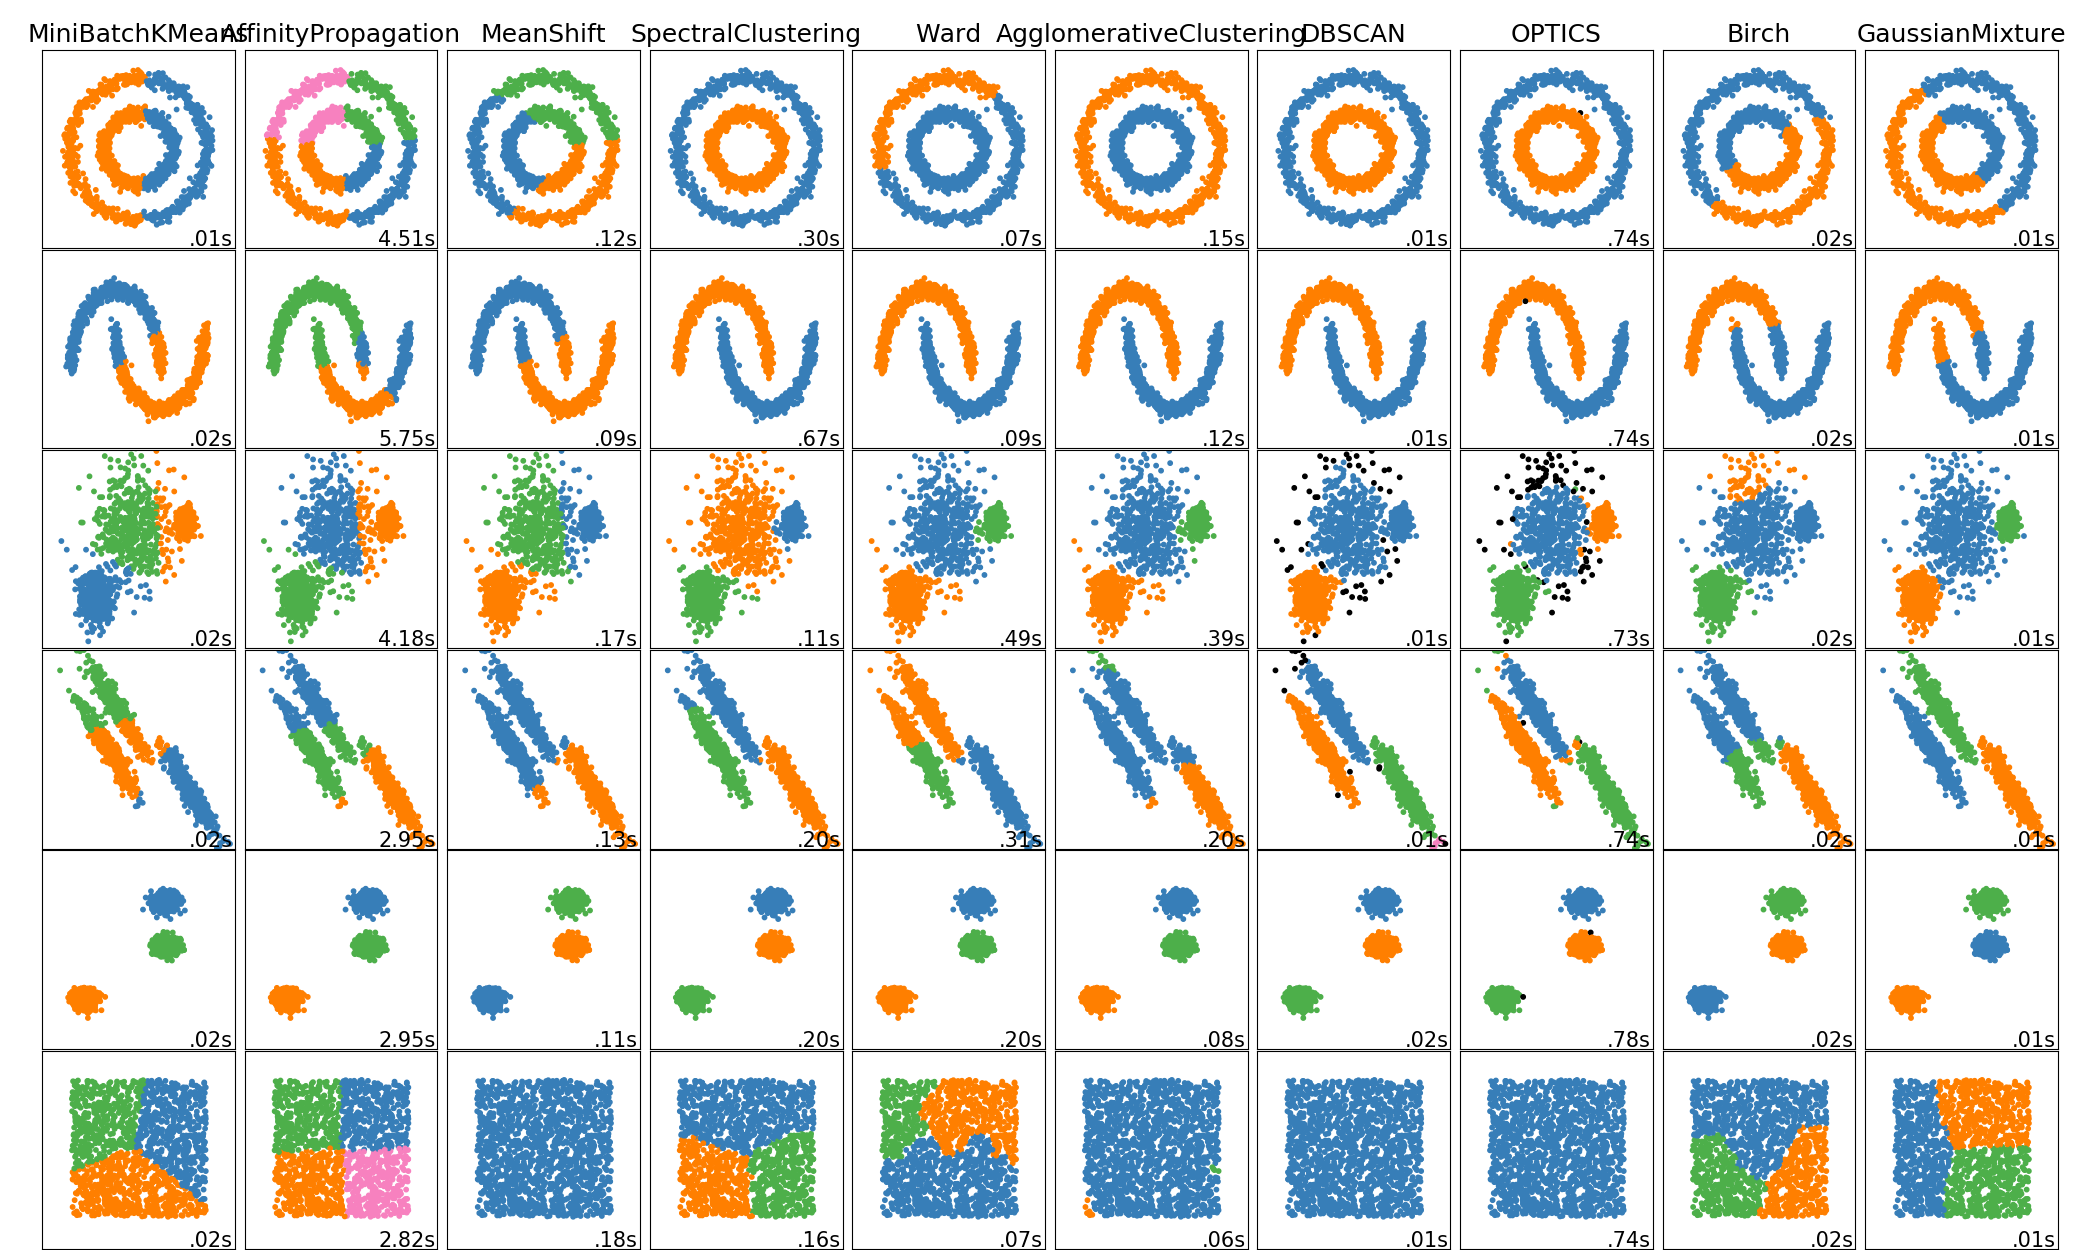 MiniBatchKMeans AffinityPropagation MeanShift SpectralClustering Ward AgglomerativeClustering DBSCAN OPTICS Birch GaussianMixture
.01s 4.51s .12s .30s .07s .15s .01s .74s .02s .01s
.02s 5.75s .09s .67s .09s .12s .01s .74s .02s .01s
.02s 4.18s .17s .11s .49s .39s .01s .73s .02s .01s
.02s 2.95s .13s .20s .31s .20s .01s .74s .02s .01s
.02s 2.95s .11s .20s .20s .08s .02s .78s .02s .01s
.02s 2.82s .18s .16s .07s .06s .01s .74s .02s .01s